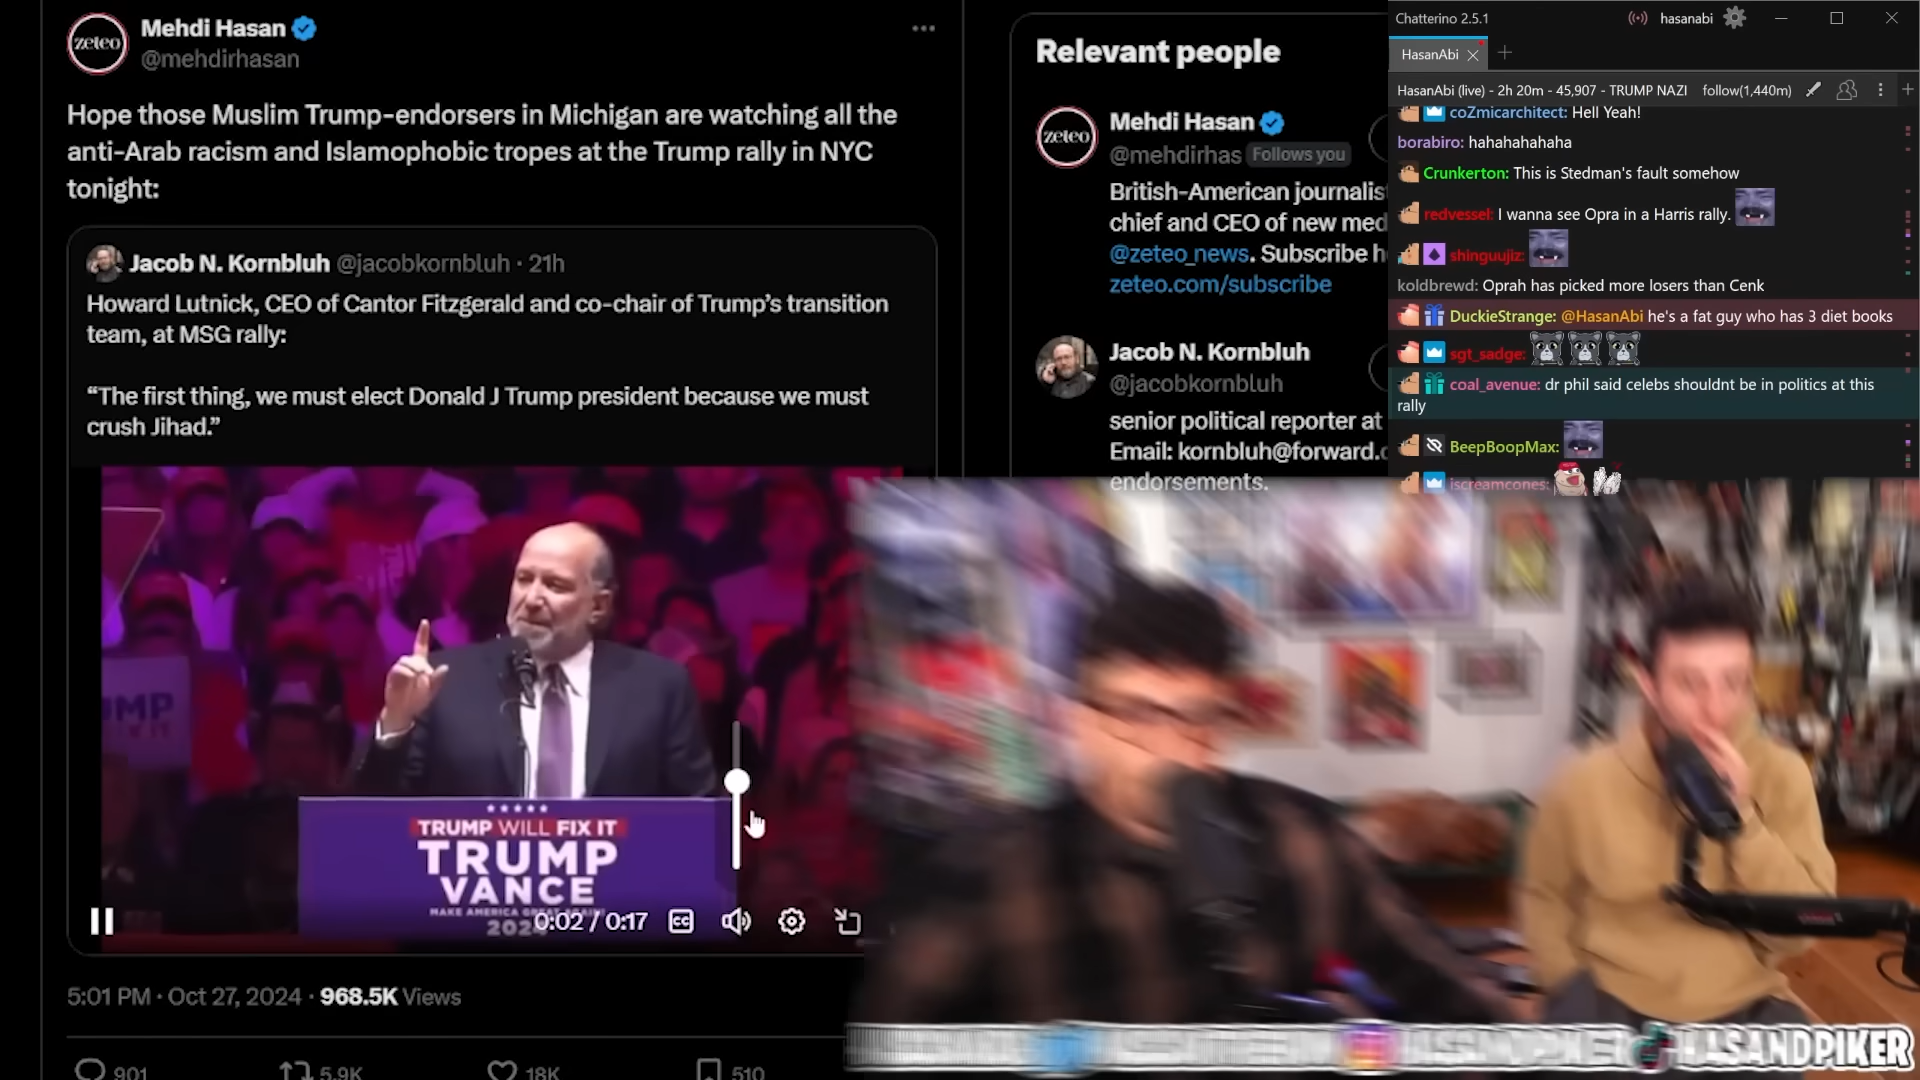 zeteo
Mehdi Hasan
@mehdirhasan
Hope those Muslim Trump-endorsers in Michigan are watching all the
anti-Arab racism and Islamophobic tropes at the Trump rally in NYC
tonight:
Jacob N. Kornbluh @jacobkornbluh · 21h
Howard Lutnick, CEO of Cantor Fitzgerald and co-chair of Trump’s transition
team, at MSG rally:
“The first thing, we must elect Donald J Trump president because we must
crush Jihad.”
TRUMP WILL FIX IT
TRUMP
VANCE
MAKE AMERICA GREAT AGAIN
2024
0:02 / 0:17
CC
5:01 PM · Oct 27, 2024 · 968.5K Views
901
5.9K
18K
510
Relevant people
zeteo
Mehdi Hasan
@mehdirhas Follows you
British-American journalist
chief and CEO of new med
@zeteo_news. Subscribe h
zeteo.com/subscribe
Jacob N. Kornbluh
@jacobkornbluh
senior political reporter at
Email: kornbluh@forward.c
endorsements.
Chatterino 2.5.1
hasanabi
HasanAbi
HasanAbi (live) - 2h 20m - 45,907 - TRUMP NAZI
follow(1,440m)
coZmicarchitect: Hell Yeah!
borabiro: hahahahahaha
Crunkerton: This is Stedman's fault somehow
redvessel: I wanna see Opra in a Harris rally.
shinguujiz:
koldbrewd: Oprah has picked more losers than Cenk
DuckieStrange: @HasanAbi he's a fat guy who has 3 diet books
sgt_sadge:
coal_avenue: dr phil said celebs shouldnt be in politics at this
rally
BeepBoopMax:
iscreamcones:
HASANDPIKER